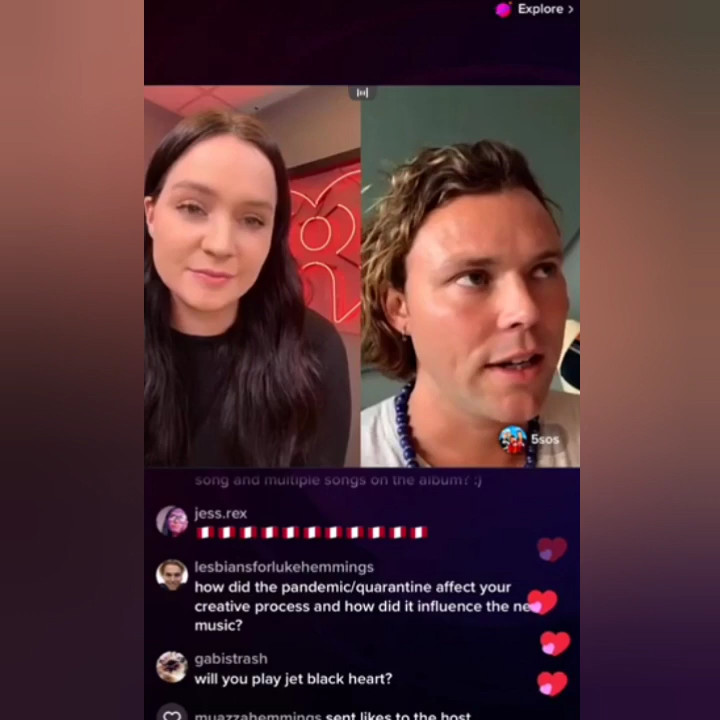 Explore >
5sos
song and multiple songs on the album? :)
jess.rex
lesbiansforlukehemmings
how did the pandemic/quarantine affect your
creative process and how did it influence the
music?
gabistrash
will you play jet black heart?
muazzahemmings sent likes to the host